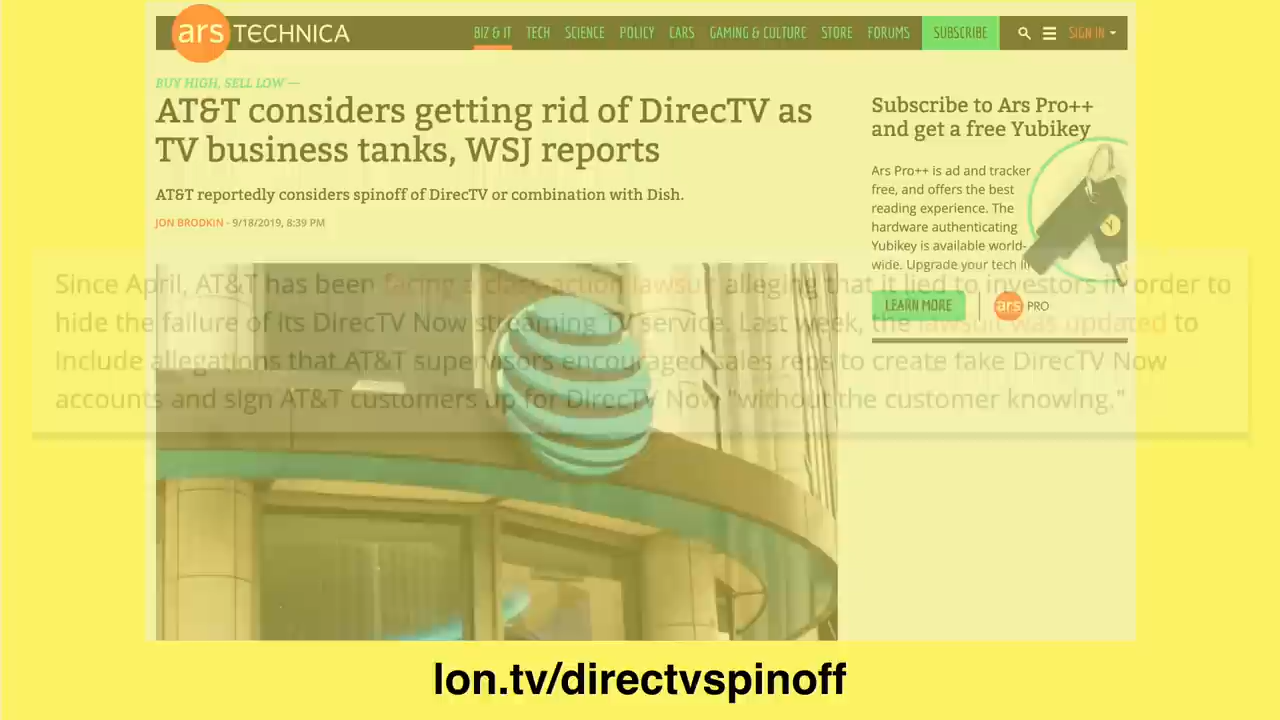 ars TECHNICA
BIZ & IT TECH SCIENCE POLICY CARS GAMING & CULTURE STORE FORUMS SUBSCRIBE SIGN IN
BUY HIGH, SELL LOW —
AT&T considers getting rid of DirecTV as
TV business tanks, WSJ reports
AT&T reportedly considers spinoff of DirecTV or combination with Dish.
JON BRODKIN - 9/18/2019, 8:39 PM
Subscribe to Ars Pro++
and get a free Yubikey
Ars Pro++ is ad and tracker
free, and offers the best
reading experience. The
hardware authenticating
Yubikey is available world-
wide. Upgrade your tech
LEARN MORE
ars PRO
Since April, AT&T has been facing a class-action lawsuit alleging that it lied to investors in order to
hide the failure of its DirecTV Now streaming TV service. Last week, the lawsuit was updated to
include allegations that AT&T supervisors encouraged sales reps to create fake DirecTV Now
accounts and sign AT&T customers up for DirecTV Now "without the customer knowing."
lon.tv/directvspinoff